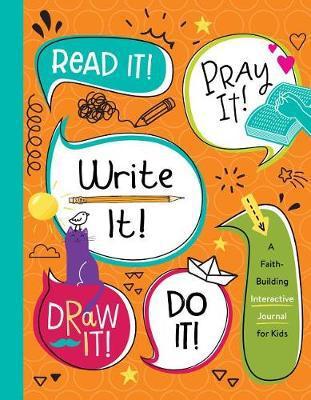 READ IT!
PRAY
IT!
Write
It!
DRaW
IT!
DO
IT!
A
Faith-
Building
Interactive
Journal
for Kids